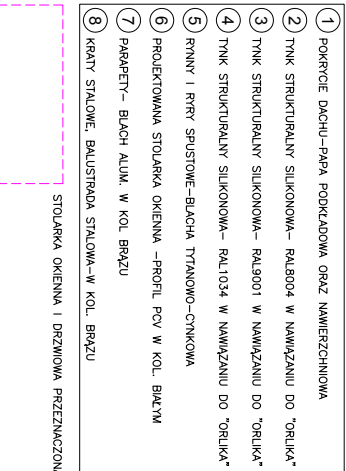 1 POKRYCIE DACHU-PAPA PODKŁADOWA ORAZ NAWIERZCHNIOWA
2 TYNK STRUKTURALNY SILIKONOWA- RAL8004 W NAWIĄZANIU DO "ORLIKA"
3 TYNK STRUKTURALNY SILIKONOWA- RAL9001 W NAWIĄZANIU DO "ORLIKA"
4 TYNK STRUKTURALNY SILIKONOWA- RAL1034 W NAWIĄZANIU DO "ORLIKA"
5 RYNNY I RYRY SPUSTOWE-BLACHA TYTANOWO-CYNKOWA
6 PROJEKTOWANA STOLARKA OKIENNA -PROFIL PCV W KOL. BIAŁYM
7 PARAPETY- BLACH ALUM. W KOL BRĄZU
8 KRATY STALOWE, BALUSTRADA STALOWA-W KOL. BRĄZU
STOLARKA OKIENNA I DRZWIOWA PRZEZNACZON